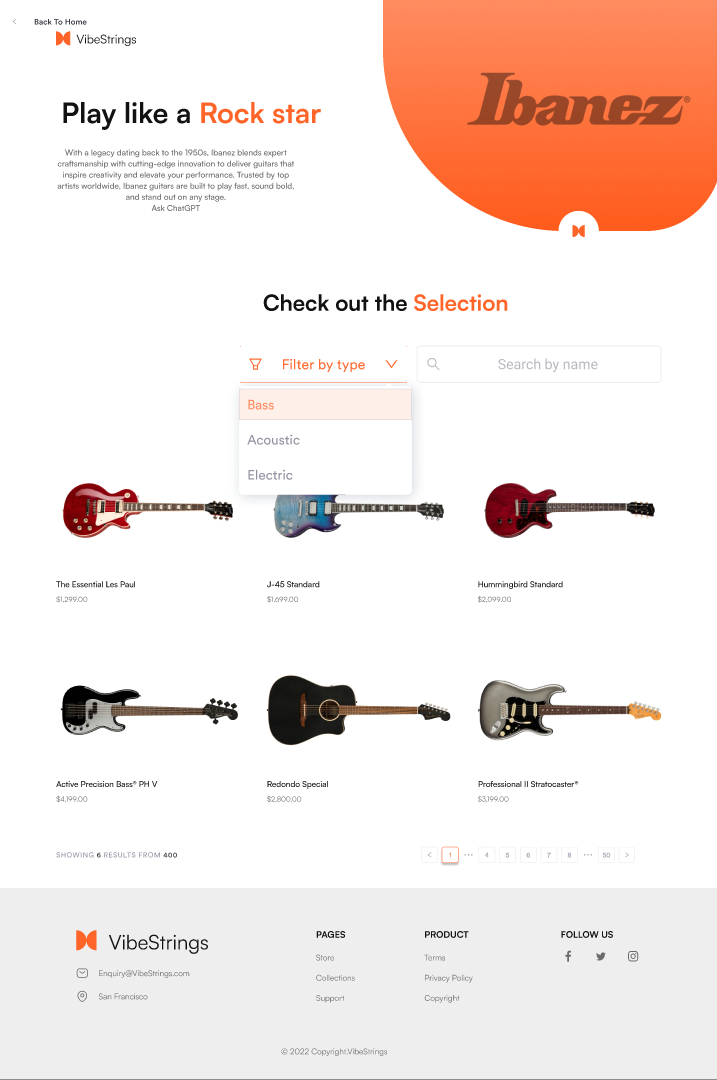 Back To Home
VibeStrings
Ibanez®
Play like a Rock star
With a legacy dating back to the 1950s, Ibanez blends expert
craftsmanship with cutting-edge innovation to deliver guitars that
inspire creativity and elevate your performance. Trusted by top
artists worldwide, Ibanez guitars are built to play fast, sound bold,
and stand out on any stage.
Ask ChatGPT
Check out the Selection
Filter by type
Search by name
Bass
Acoustic
Electric
The Essential Les Paul
$1,299.00
J-45 Standard
$1,699.00
Hummingbird Standard
$2,099.00
Active Precision Bass® PH V
$4,199.00
Redondo Special
$2,800.00
Professional II Stratocaster®
$3,199.00
SHOWING 6 RESULTS FROM 400
< 1 ••• 4 5 6 7 8 ••• 50 >
VibeStrings
Enquiry@VibeStrings.com
San Francisco
PAGES
Store
Collections
Support
PRODUCT
Terms
Privacy Policy
Copyright
FOLLOW US
© 2022 Copyright.VibeStrings